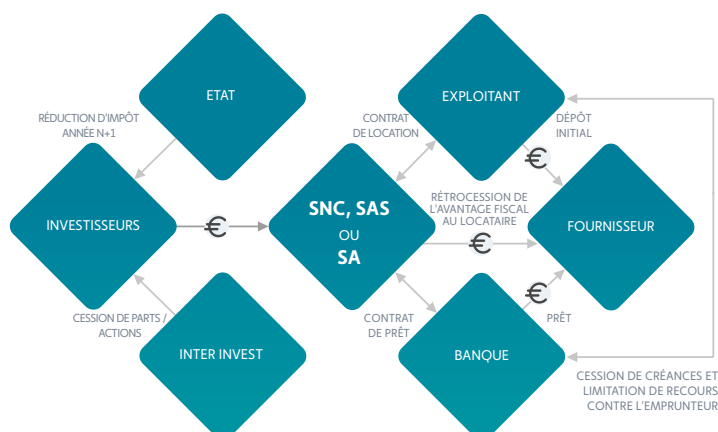 ETAT
EXPLOITANT
RÉDUCTION D'IMPÔT
ANNÉE N+1
CONTRAT
DE LOCATION
DÉPÔT
INITIAL
€
INVESTISSEURS
€
SNC, SAS
OU
SA
RÉTROCESSION DE
L'AVANTAGE FISCAL
AU LOCATAIRE
€
FOURNISSEUR
€
CESSION DE PARTS /
ACTIONS
CONTRAT
DE PRÊT
PRÊT
INTER INVEST
BANQUE
CESSION DE CRÉANCES ET
LIMITATION DE RECOURS
CONTRE L'EMPRUNTEUR